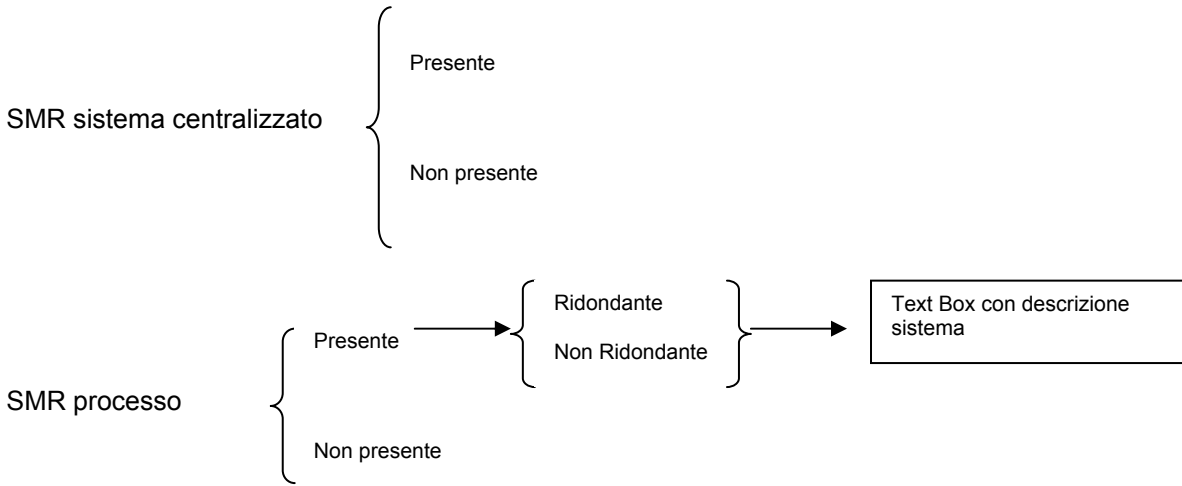 Presente
SMR sistema centralizzato
Non presente
Ridondante
Text Box con descrizione
sistema
Presente
Non Ridondante
SMR processo
Non presente